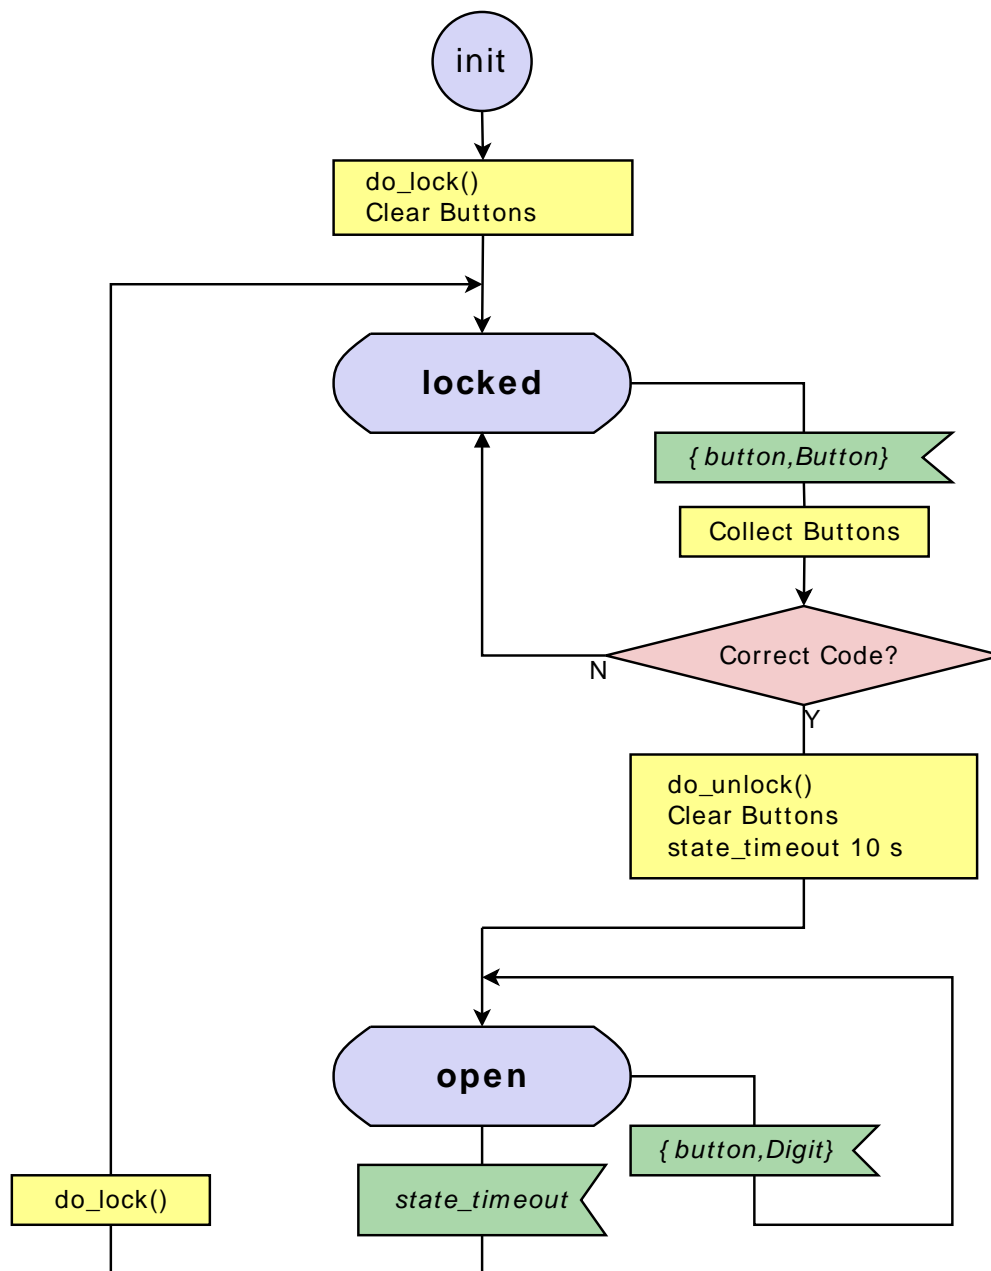 init
do_lock()
Clear Buttons
locked
{ button,Button}
Collect Buttons
Correct Code?
N
Y
do_unlock()
Clear Buttons
state_timeout 10 s
open
{ button,Digit}
do_lock()
state_timeout